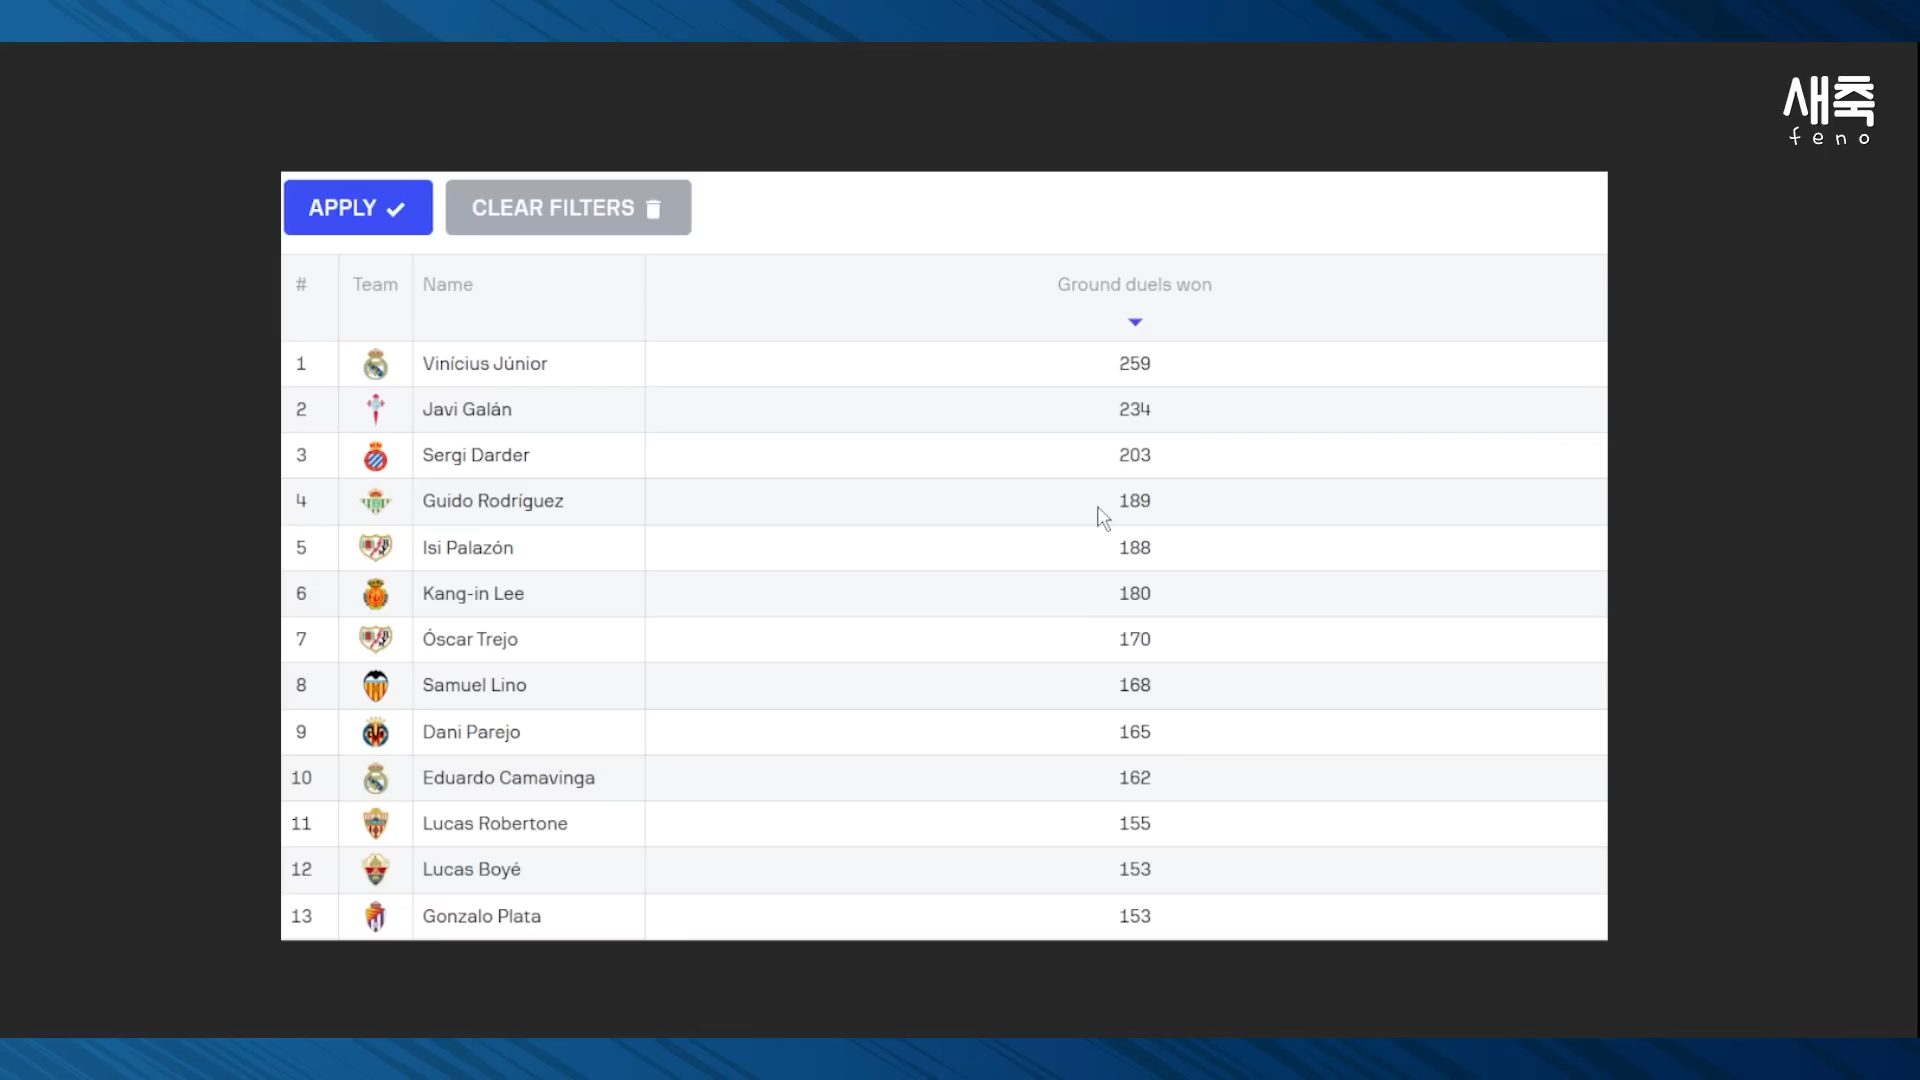 새축
feno
APPLY
CLEAR FILTERS
# Team Name Ground duels won
1 Vinícius Júnior 259
2 Javi Galán 234
3 Sergi Darder 203
4 Guido Rodríguez 189
5 Isi Palazón 188
6 Kang-in Lee 180
7 Óscar Trejo 170
8 Samuel Lino 168
9 Dani Parejo 165
10 Eduardo Camavinga 162
11 Lucas Robertone 155
12 Lucas Boyé 153
13 Gonzalo Plata 153